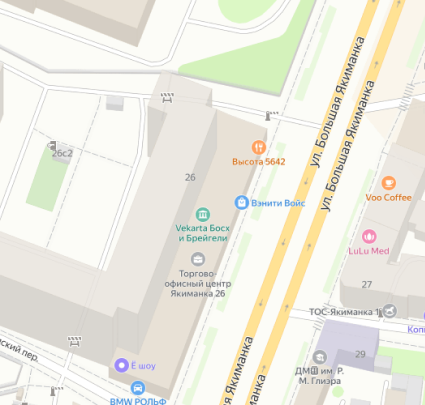 ул. Большая Якиманка
ул. Большая Якиманка
26с2
Высота 5642
26
Voo Coffee
Вэнити Войс
Vekarta Босх
и Брейгели
LuLu Med
Торгово-
офисный центр
Якиманка 26
27
ТОС-Якиманка 1
Якиманка
29
ДМШ им. Р.
М. Глиэра
пер.
Ё шоу
BMW РОЛЬФ